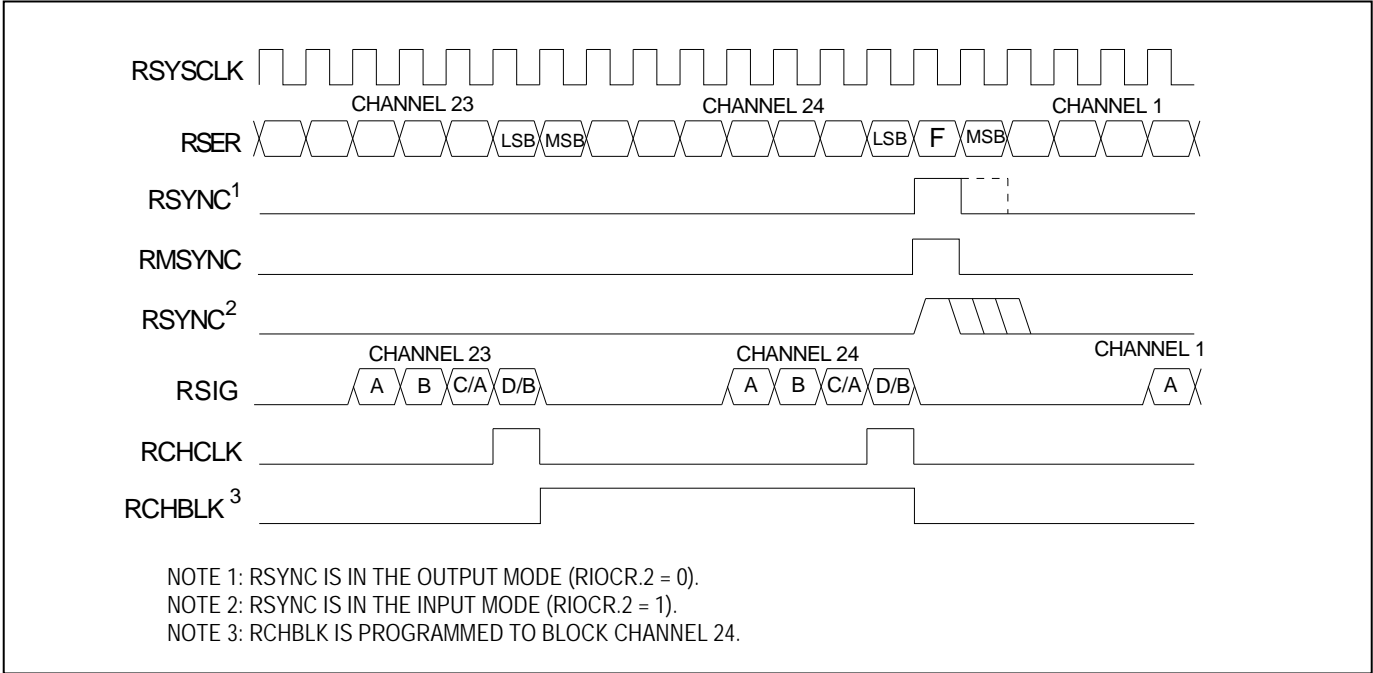 RSYSCLK
CHANNEL 23 CHANNEL 24 CHANNEL 1
RSER LSB MSB LSB F MSB
RSYNC1
RMSYNC
RSYNC2
CHANNEL 23 CHANNEL 24 CHANNEL 1
RSIG A B C/A D/B A B C/A D/B A
RCHCLK
RCHBLK 3
NOTE 1: RSYNC IS IN THE OUTPUT MODE (RIOCR.2 = 0).
NOTE 2: RSYNC IS IN THE INPUT MODE (RIOCR.2 = 1).
NOTE 3: RCHBLK IS PROGRAMMED TO BLOCK CHANNEL 24.